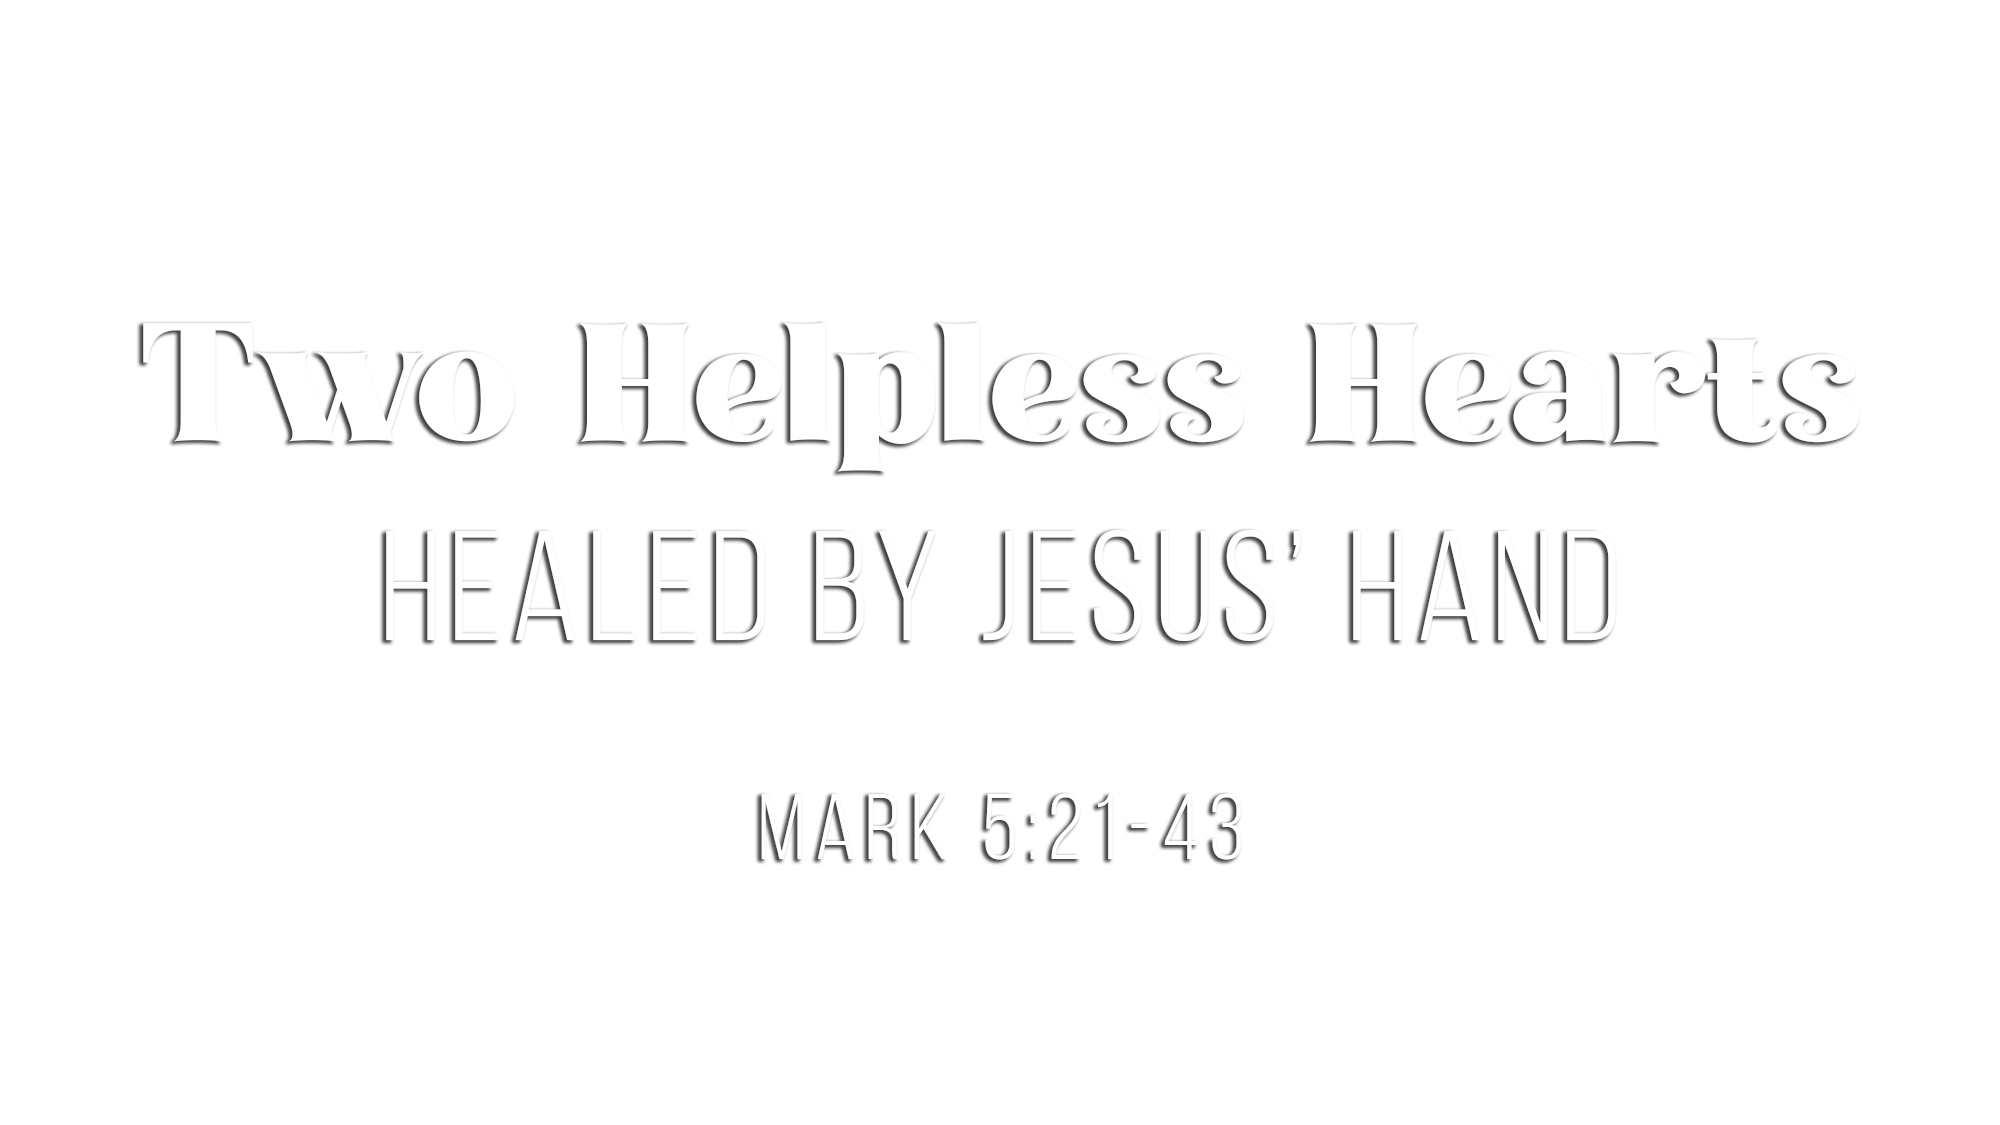 Two Helpless Hearts
HEALED BY JESUS’ HAND
MARK 5:21-43